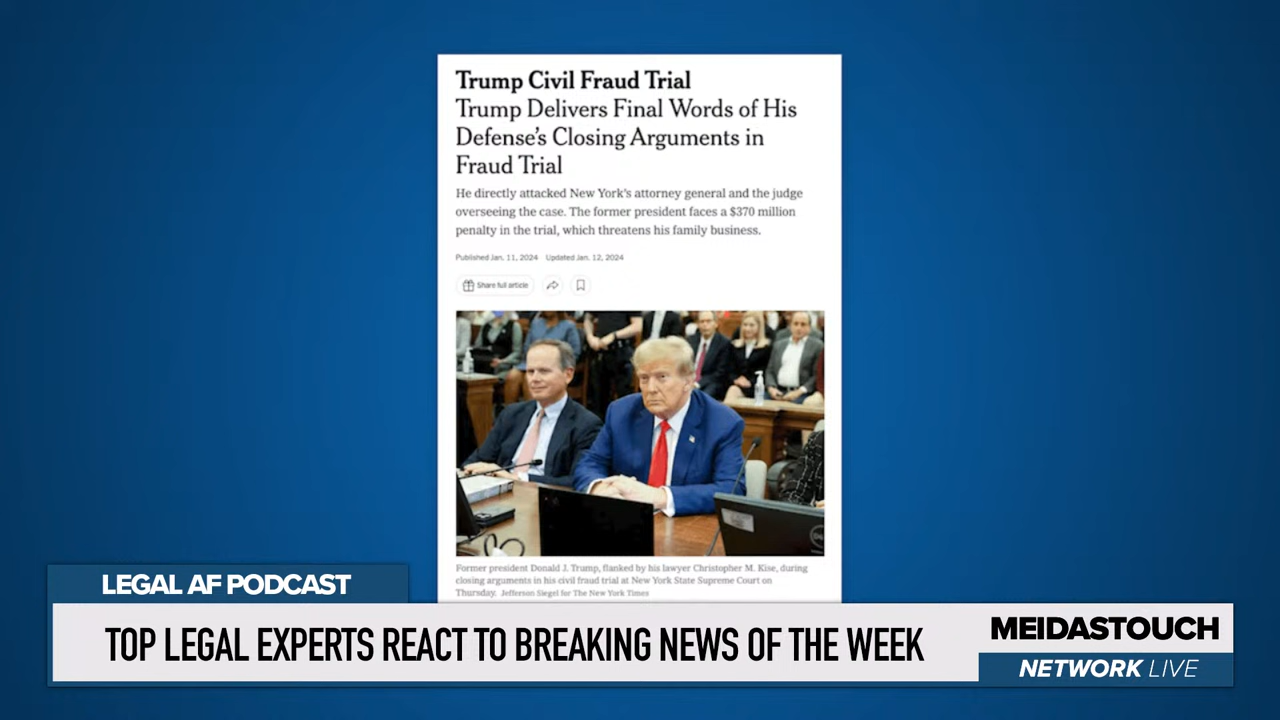 Trump Civil Fraud Trial
Trump Delivers Final Words of His
Defense's Closing Arguments in
Fraud Trial
He directly attacked New York's attorney general and the judge
overseeing the case. The former president faces a $370 million
penalty in the trial, which threatens his family business.
Published Jan. 11, 2024 Updated Jan. 12, 2024
Share full article
Former president Donald J. Trump, flanked by his lawyer Christopher M. Kise, during
closing arguments in his civil fraud trial at New York State Supreme Court on
Thursday. Jefferson Siegel for The New York Times
LEGAL AF PODCAST
TOP LEGAL EXPERTS REACT TO BREAKING NEWS OF THE WEEK
MEIDASTOUCH
NETWORK LIVE